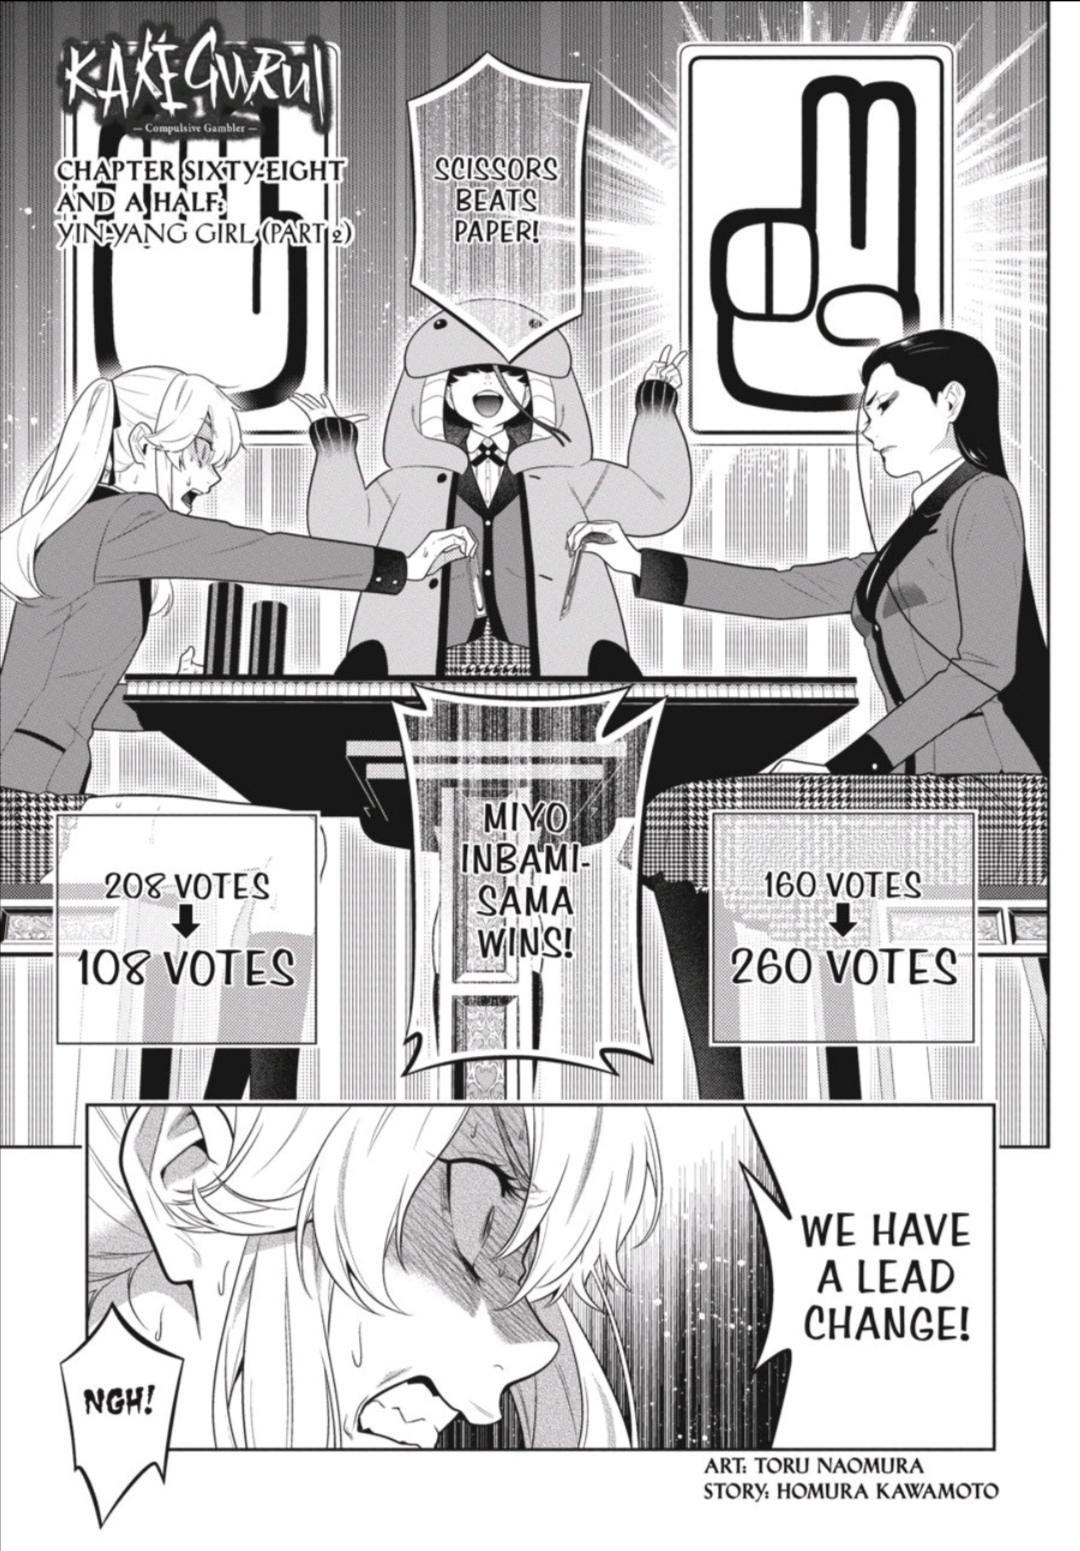 KAKEGURUI
— Compulsive Gambler —
CHAPTER SIXTY-EIGHT
AND A HALF:
YIN-YANG GIRL (PART 2)
SCISSORS
BEATS
PAPER!
MIYO
INBAMI-
SAMA
WINS!
208 VOTES
108 VOTES
160 VOTES
260 VOTES
WE HAVE
A LEAD
CHANGE!
NGH!
ART: TORU NAOMURA
STORY: HOMURA KAWAMOTO